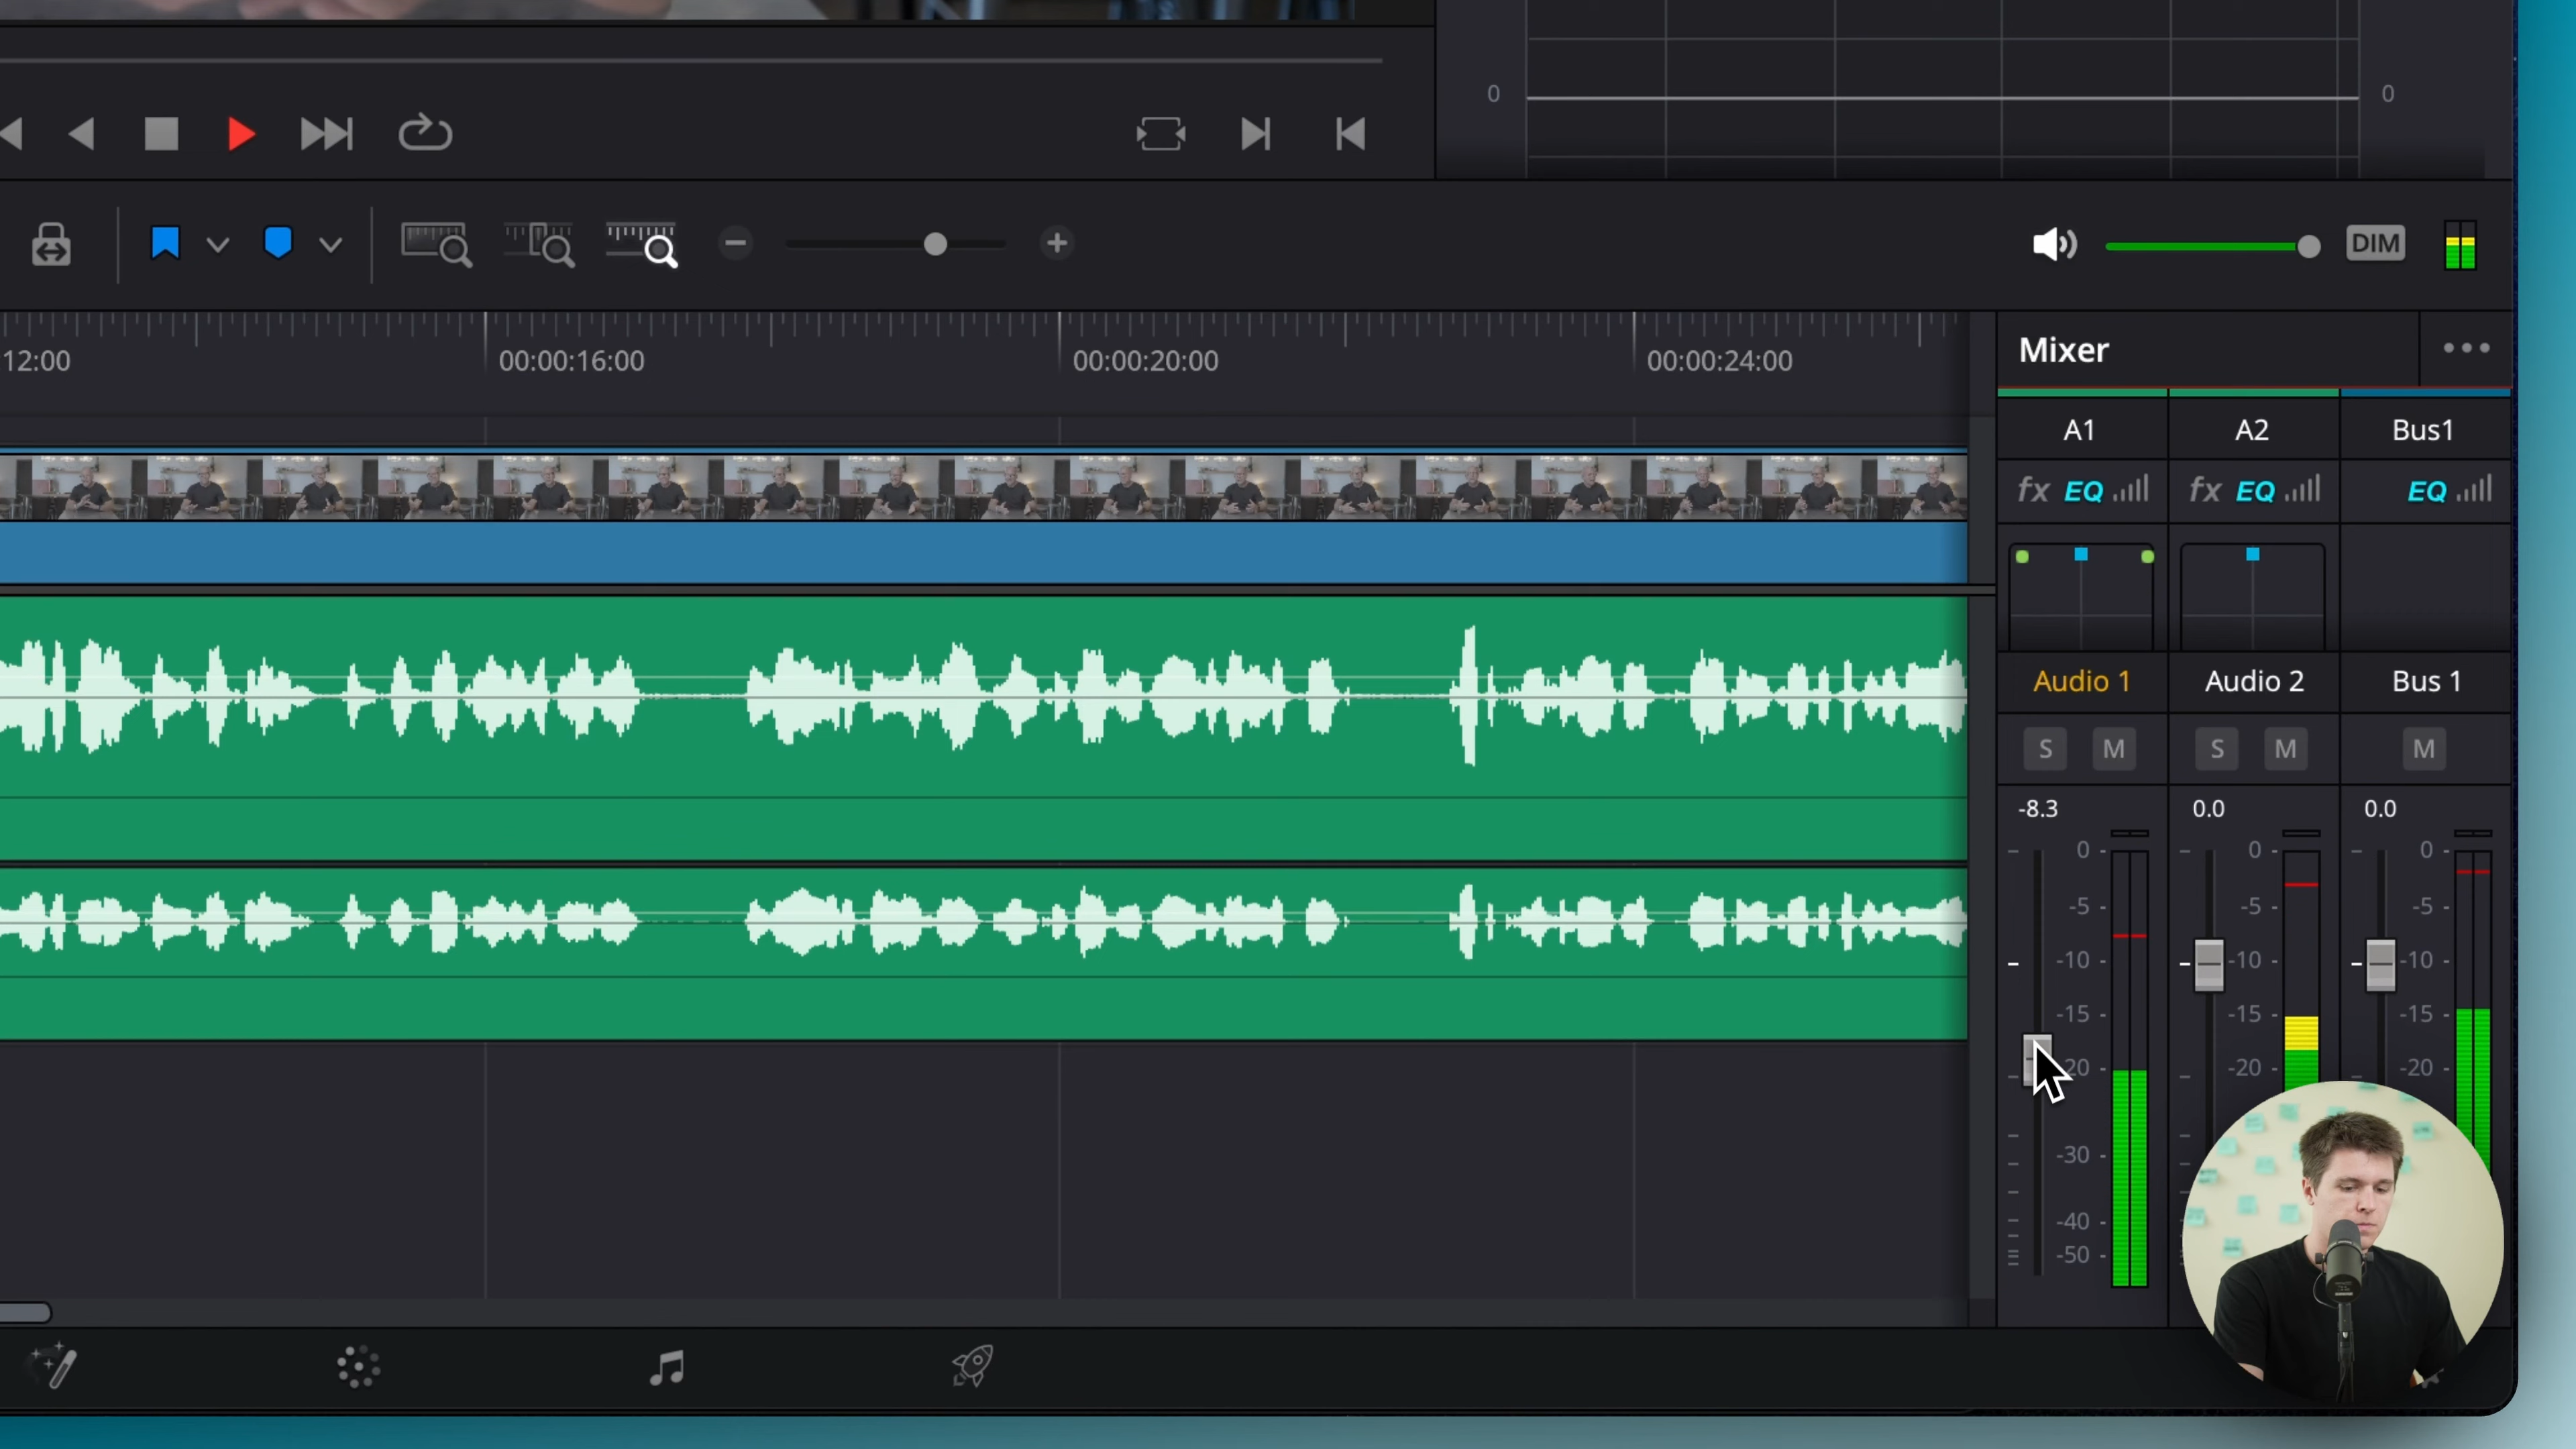 0 0
DIM
12:00 00:00:16:00 00:00:20:00 00:00:24:00
Mixer
A1 A2 Bus1
fx EQ fx EQ EQ
Audio 1 Audio 2 Bus 1
S M S M M
-8.3 0.0 0.0
0 0 0
-5 -5 -5
-10 -10 -10
-15 -15 -15
20 -20 -20
-30
-40
-50